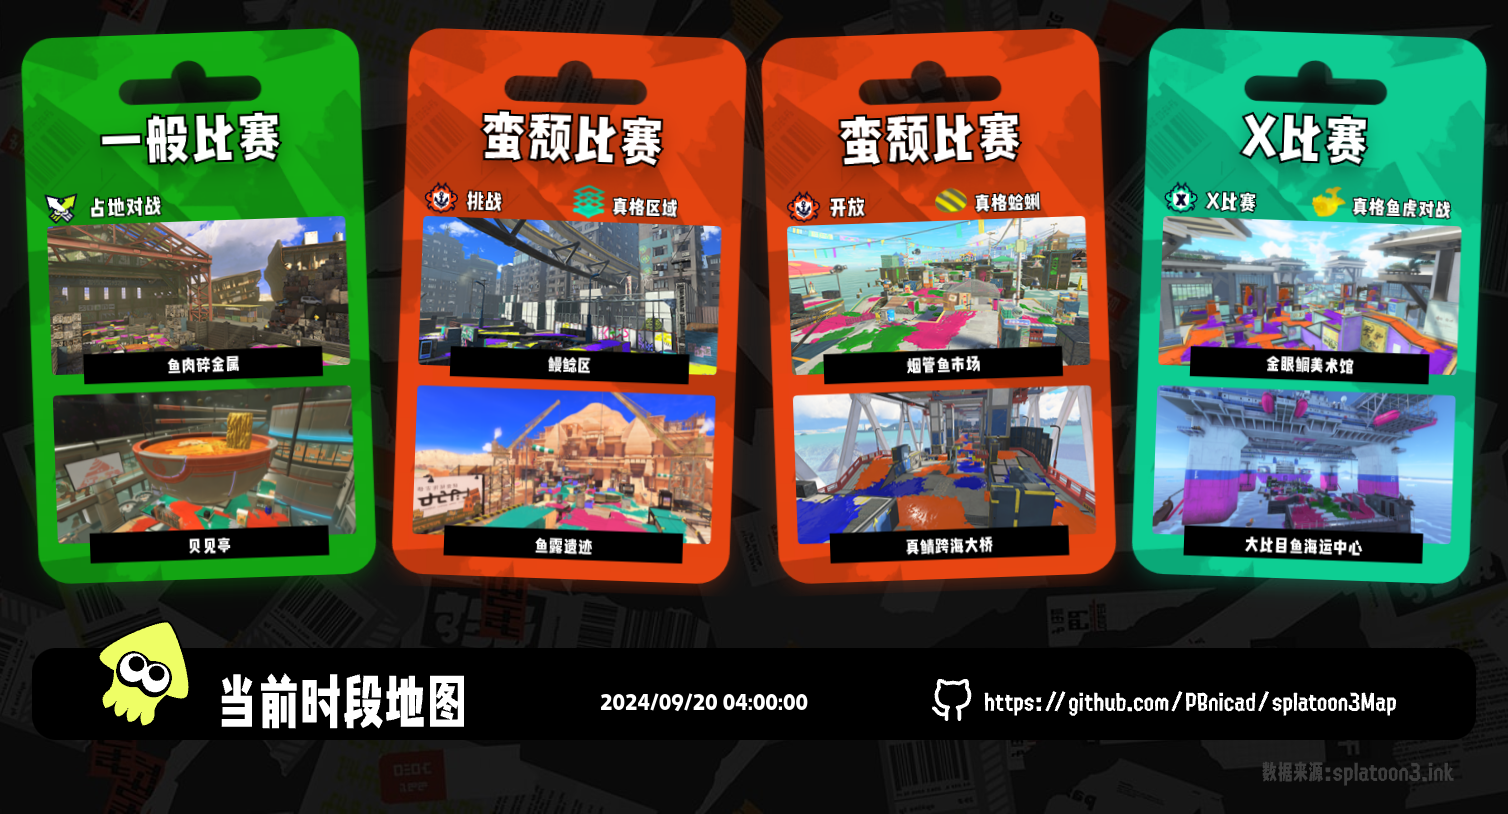 一般比赛
占地对战
鱼肉碎金属
贝见亭
蛮颓比赛
挑战
真格区域
鳗鲶区
鱼露遗迹
蛮颓比赛
开放
真格蛤蜊
烟管鱼市场
真鲭跨海大桥
X比赛
X比赛
真格鱼虎对战
金眼鲷美术馆
大比目鱼海运中心
当前时段地图
2024/09/20 04:00:00
https://github.com/PBnicad/splatoon3Map
数据来源:splatoon3.ink